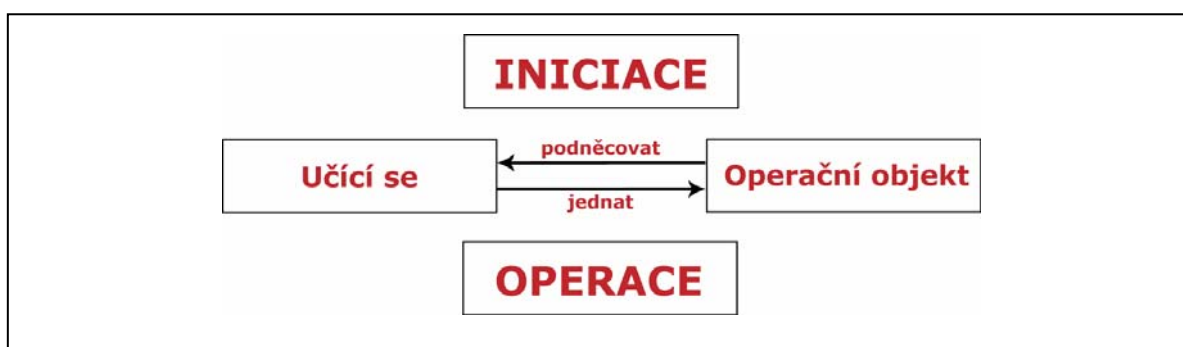 INICIACE
podněcovat
Učící se
Operační objekt
jednat
OPERACE